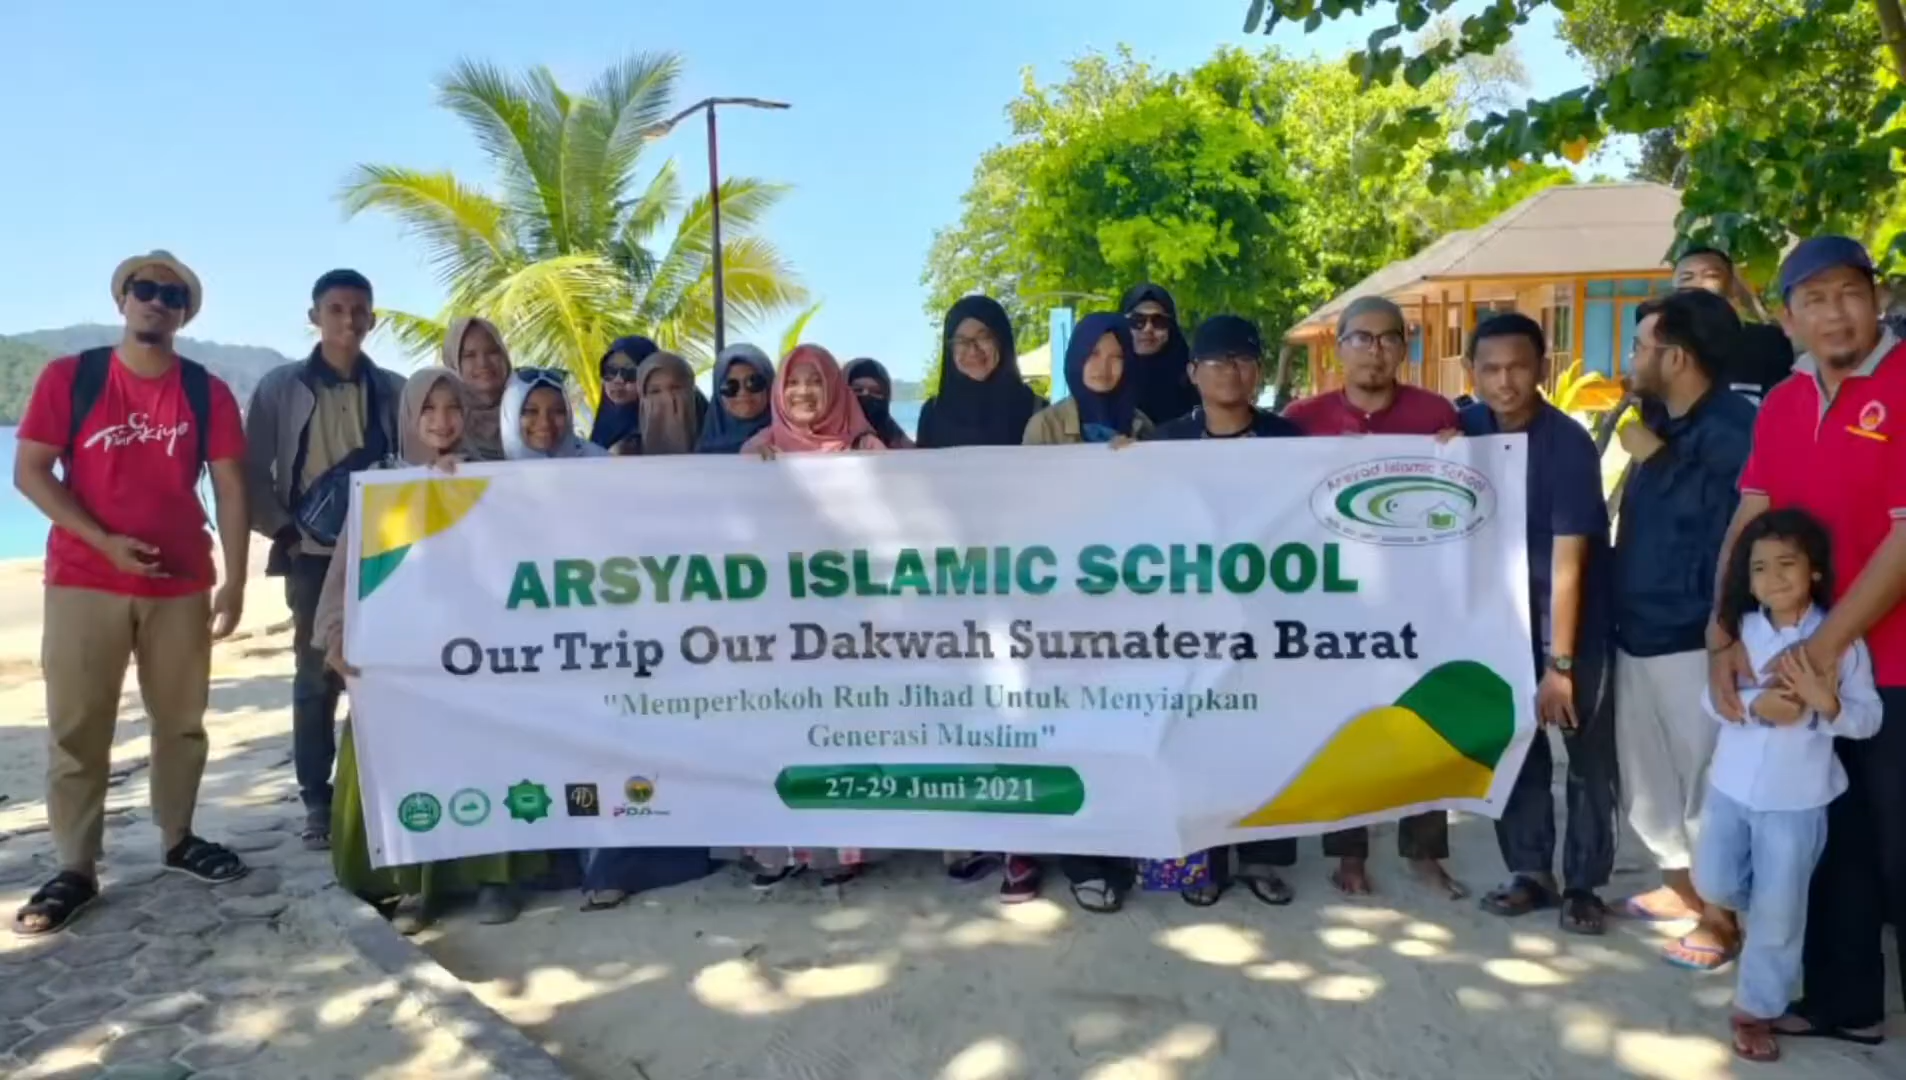 Türkiye
Arsyad Islamic School
ARSYAD ISLAMIC SCHOOL
Our Trip Our Dakwah Sumatera Barat
"Memperkokoh Ruh Jihad Untuk Menyiapkan
Generasi Muslim"
27-29 Juni 2021
PDA